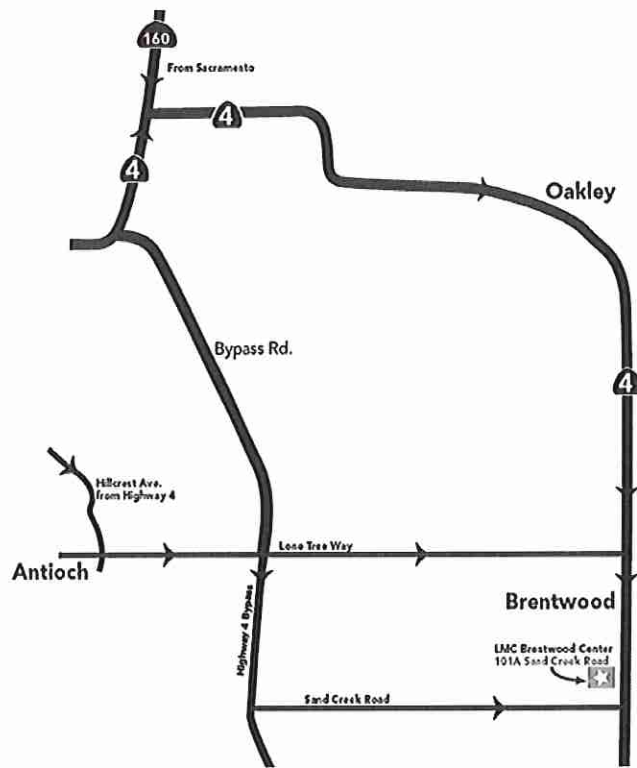 160
From Sacramento
4
4
Oakley
Bypass Rd.
4
Hillcrest Ave.
from Highway 4
Lone Tree Way
Antioch
Highway 4 Bypass
Brentwood
LMC Brentwood Center
101A Sand Creek Road
Sand Creek Road